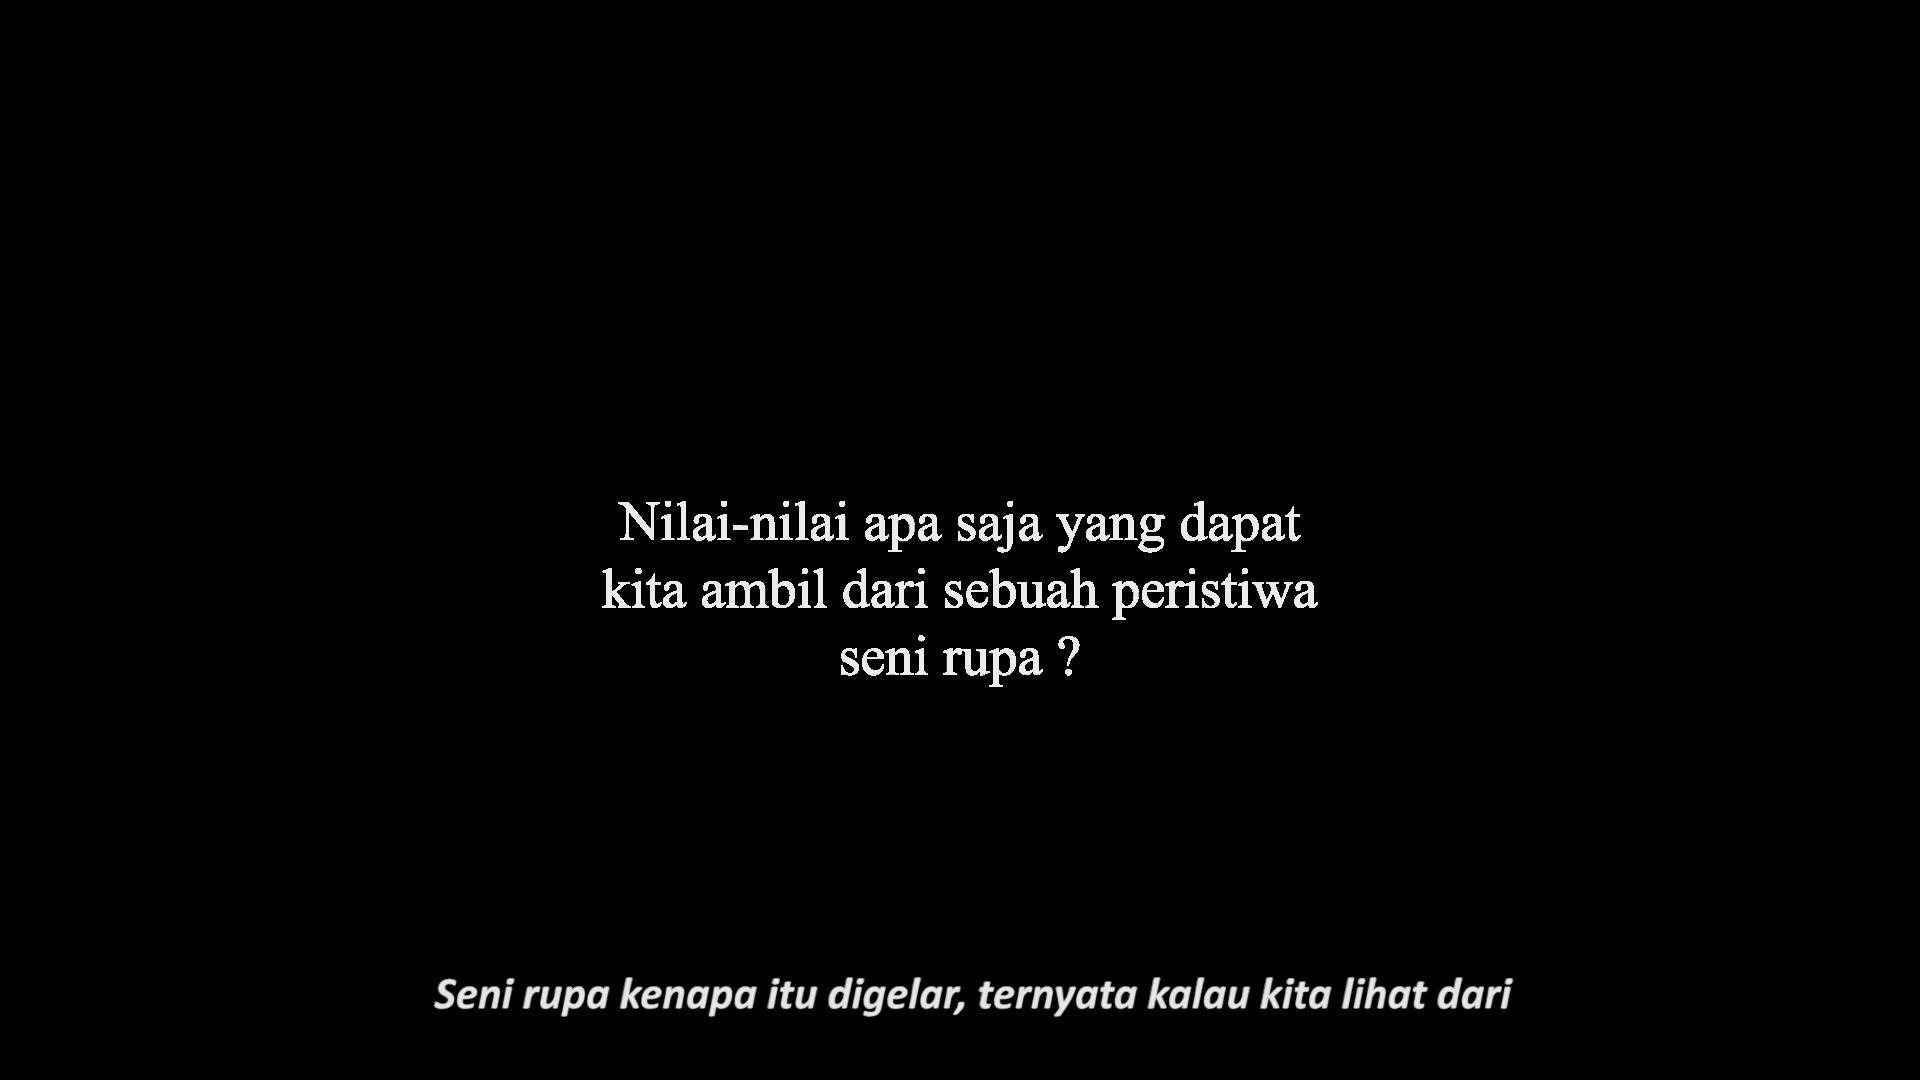 Nilai-nilai apa saja yang dapat
kita ambil dari sebuah peristiwa
seni rupa ?
Seni rupa kenapa itu digelar, ternyata kalau kita lihat dari